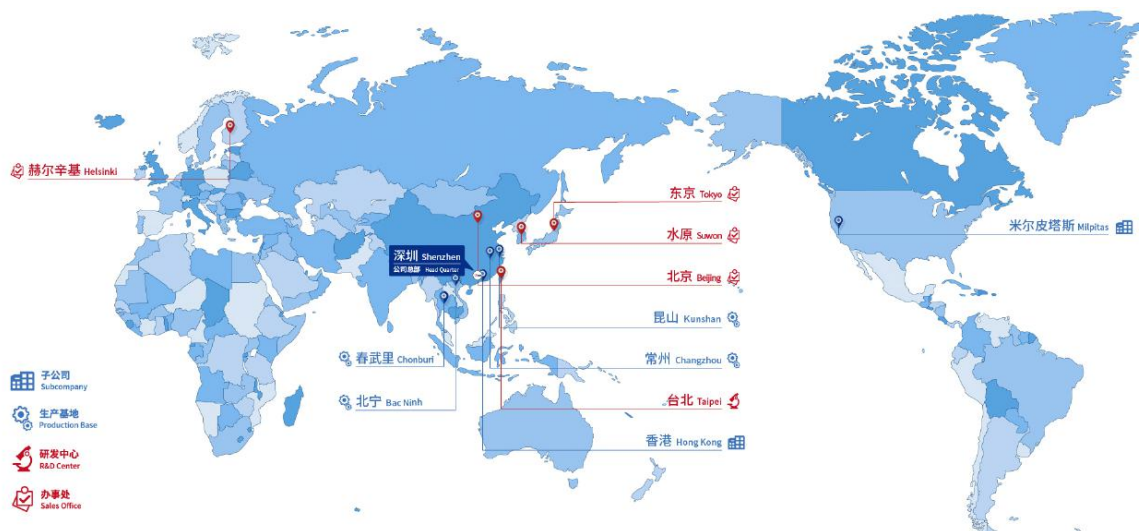 赫尔辛基 Helsinki
东京 Tokyo
水原 Suwon
米尔皮塔斯 Milpitas
深圳 Shenzhen
公司总部 Head Quarter
北京 Beijing
昆山 Kunshan
春武里 Chonburi
常州 Changzhou
北宁 Bac Ninh
台北 Taipei
香港 Hong Kong
子公司
Subcompany
生产基地
Production Base
研发中心
R&D Center
办事处
Sales Office